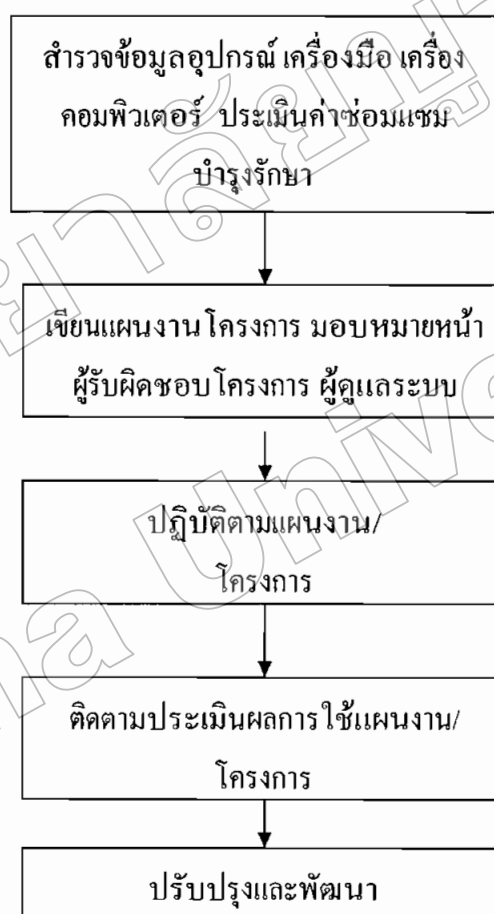 สำรวจข้อมูลอุปกรณ์ เครื่องมือ เครื่อง
คอมพิวเตอร์ ประเมินค่าซ่อมแซม
บำรุงรักษา
เขียนแผนงาน โครงการ มอบหมายหน้า
ผู้รับผิดชอบ โครงการ ผู้ดูแลระบบ
ปฏิบัติตามแผนงาน/
โครงการ
ติดตามประเมินผลการใช้แผนงาน/
โครงการ
ปรับปรุงและพัฒนา